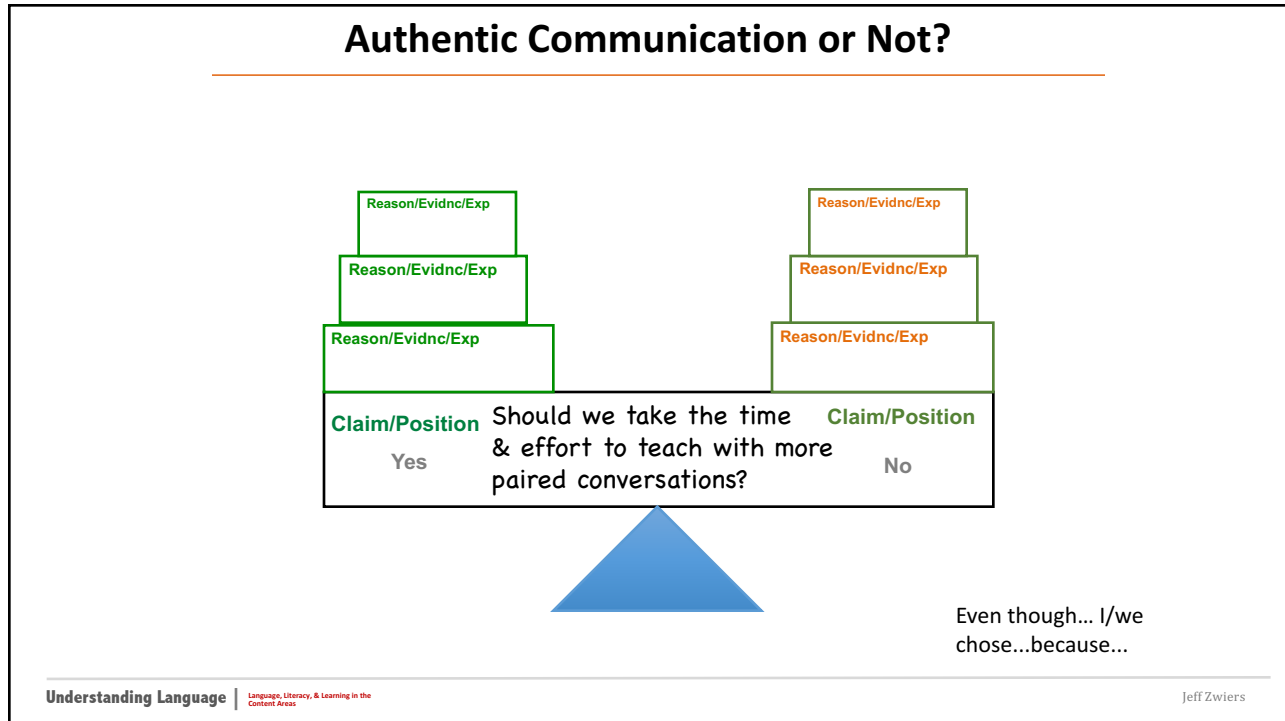 Authentic Communication or Not?
Reason/Evidnc/Exp
Reason/Evidnc/Exp
Reason/Evidnc/Exp
Reason/Evidnc/Exp
Reason/Evidnc/Exp
Reason/Evidnc/Exp
Claim/Position
Yes
Should we take the time
& effort to teach with more
paired conversations?
Claim/Position
No
Even though... I/we
chose...because...
Understanding Language |
Language, Literacy, & Learning in the
Content Areas
Jeff Zwiers